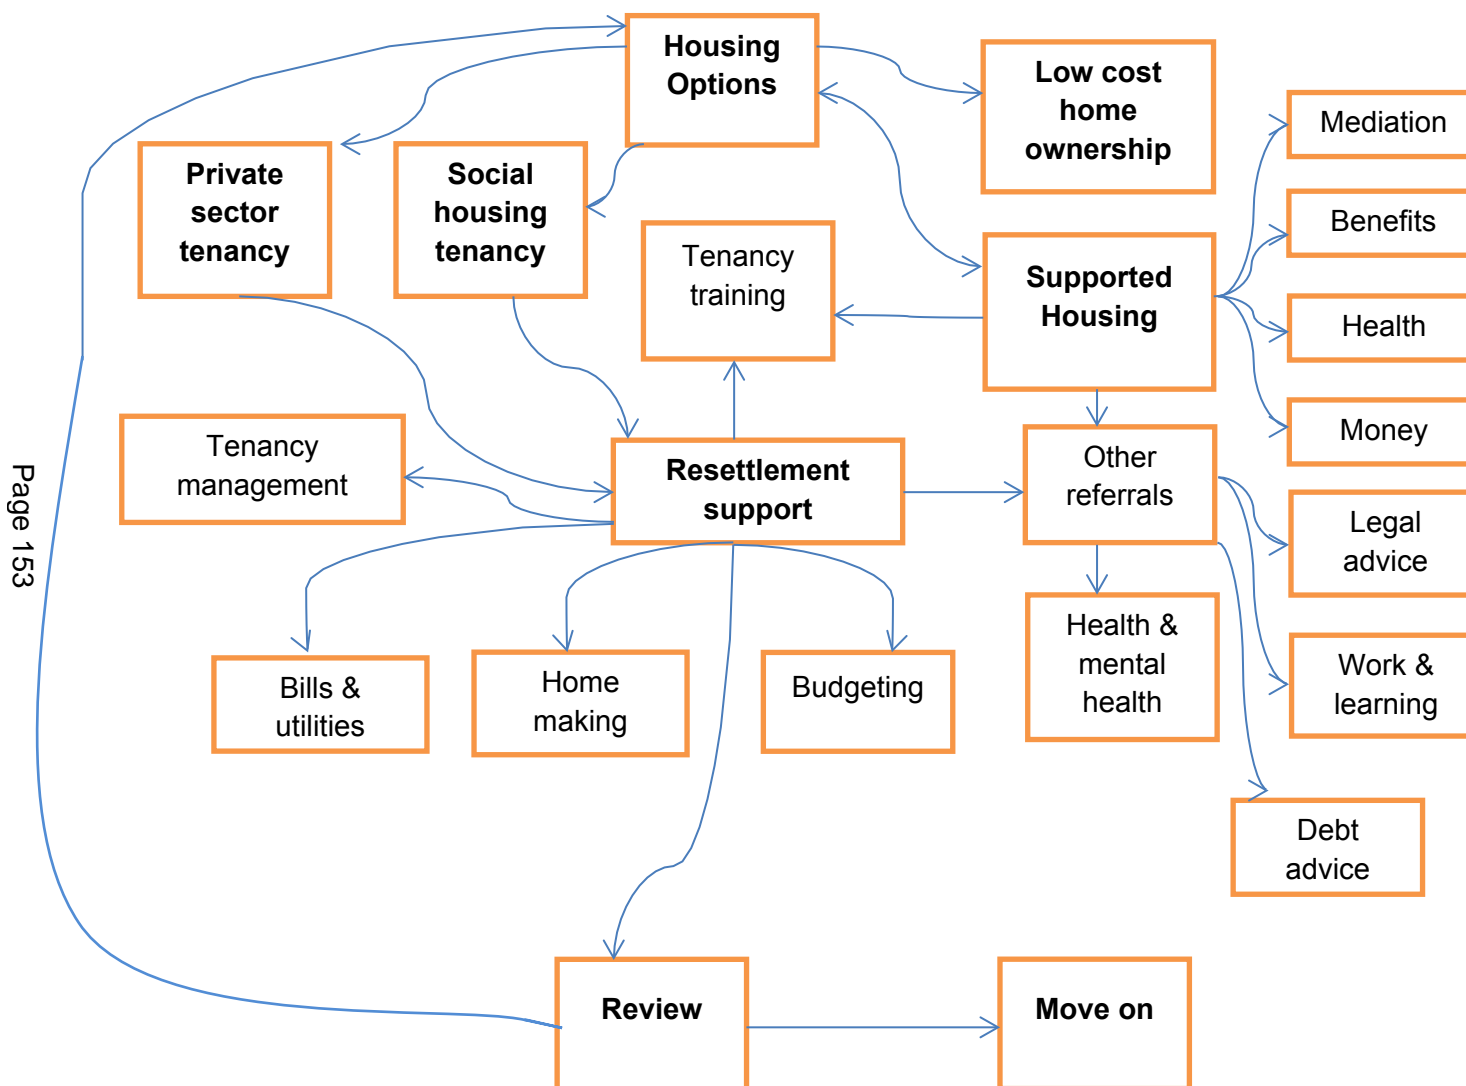 Housing
Options
Low cost
home
ownership
Mediation
Private
sector
tenancy
Social
housing
tenancy
Benefits
Tenancy
training
Supported
Housing
Health
Money
Tenancy
management
Resettlement
support
Other
referrals
Legal
advice
Page 153
Bills &
utilities
Home
making
Budgeting
Health &
mental
health
Work &
learning
Debt
advice
Review
Move on